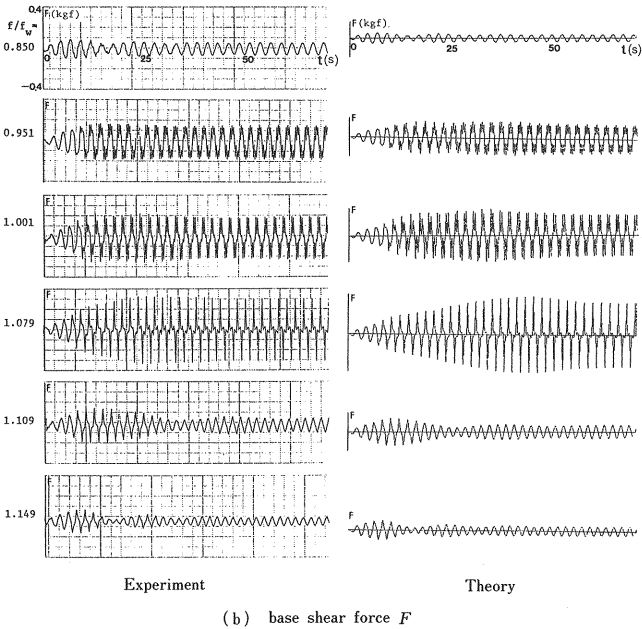 0.4
F(kgf)
f/f_w=
0.850
0
25
50
t(s)
−0.4
F(kgf)
0
25
50
t(s)
0.951
F
F
1.001
F
F
1.079
F
F
1.109
F
F
1.149
F
F
Experiment
Theory
(b) base shear force F